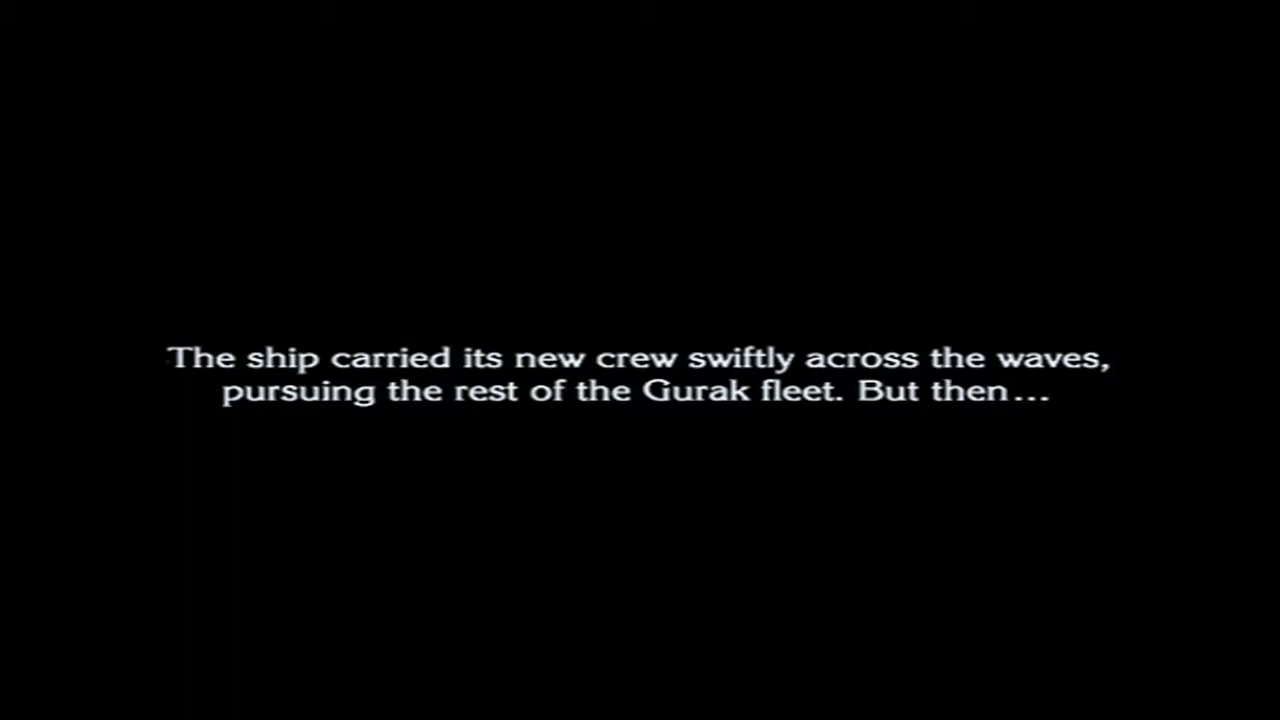 The ship carried its new crew swiftly across the waves,
pursuing the rest of the Gurak fleet. But then...